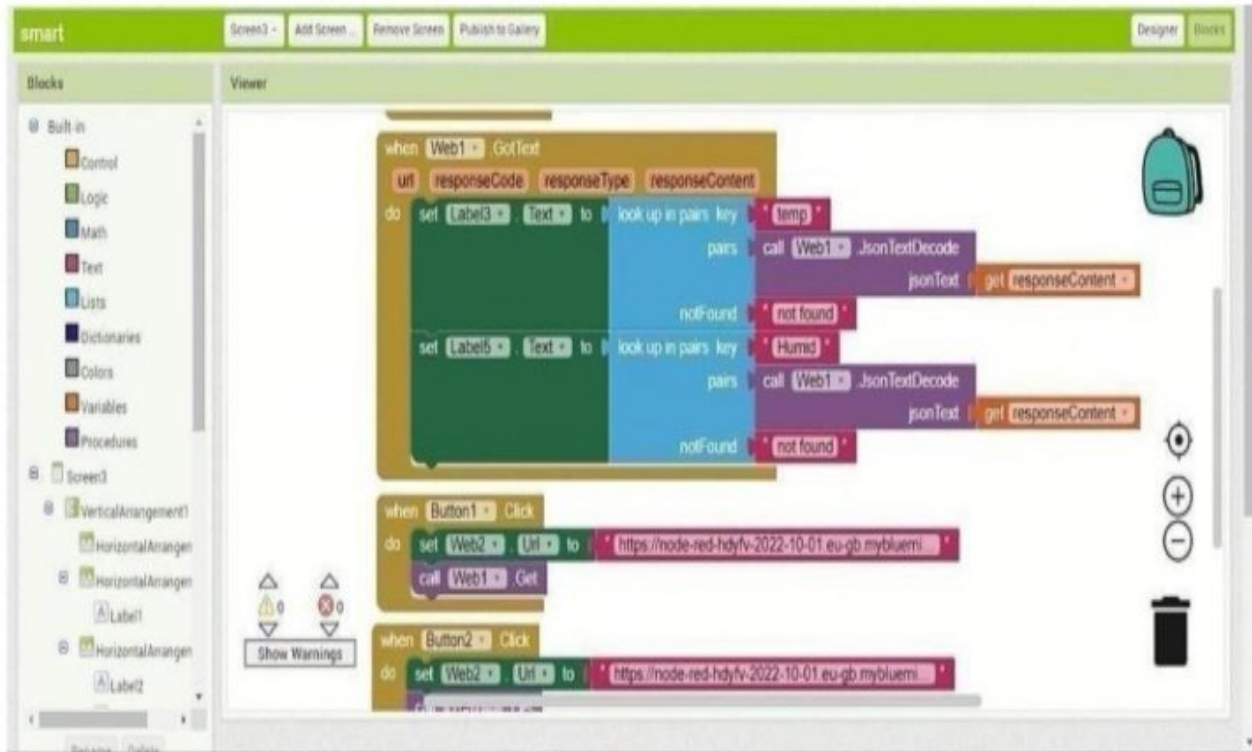 smart Screen3 Add Screen ... Remove Screen Publish to Gallery Designer Blocks
Blocks Viewer
Built-in
Control
Logic
Math
Text
Lists
Dictionaries
Colors
Variables
Procedures
Screen3
VerticalArrangement1
HorizontalArrangen
HorizontalArrangen
Label1
HorizontalArrangen
Label2
Rename Delete
when Web1 .GotText
url responseCode responseType responseContent
do set Label3 . Text to look up in pairs key " temp "
pairs call Web1 .JsonTextDecode
jsonText get responseContent
notFound " not found "
set Label5 . Text to look up in pairs key " Humid "
pairs call Web1 .JsonTextDecode
jsonText get responseContent
notFound " not found "
when Button1 .Click
do set Web2 . Url to " https://node-red-hdyfv-2022-10-01.eu-gb.mybluemi... "
call Web1 .Get
when Button2 .Click
do set Web2 . Url to " https://node-red-hdyfv-2022-10-01.eu-gb.mybluemi... "
0 0
Show Warnings